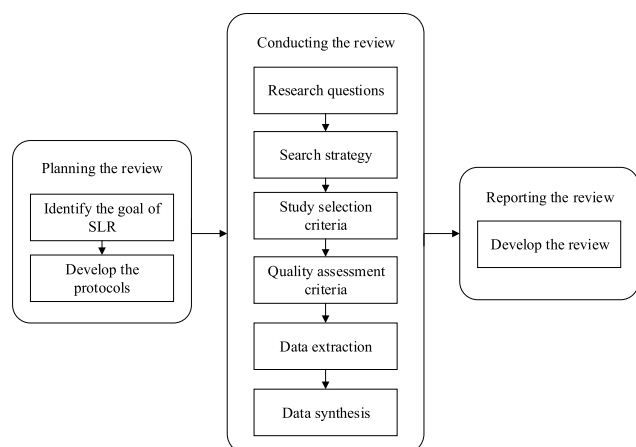 Planning the review
Identify the goal of
SLR
Develop the
protocols
Conducting the review
Research questions
Search strategy
Study selection
criteria
Quality assessment
criteria
Data extraction
Data synthesis
Reporting the review
Develop the review